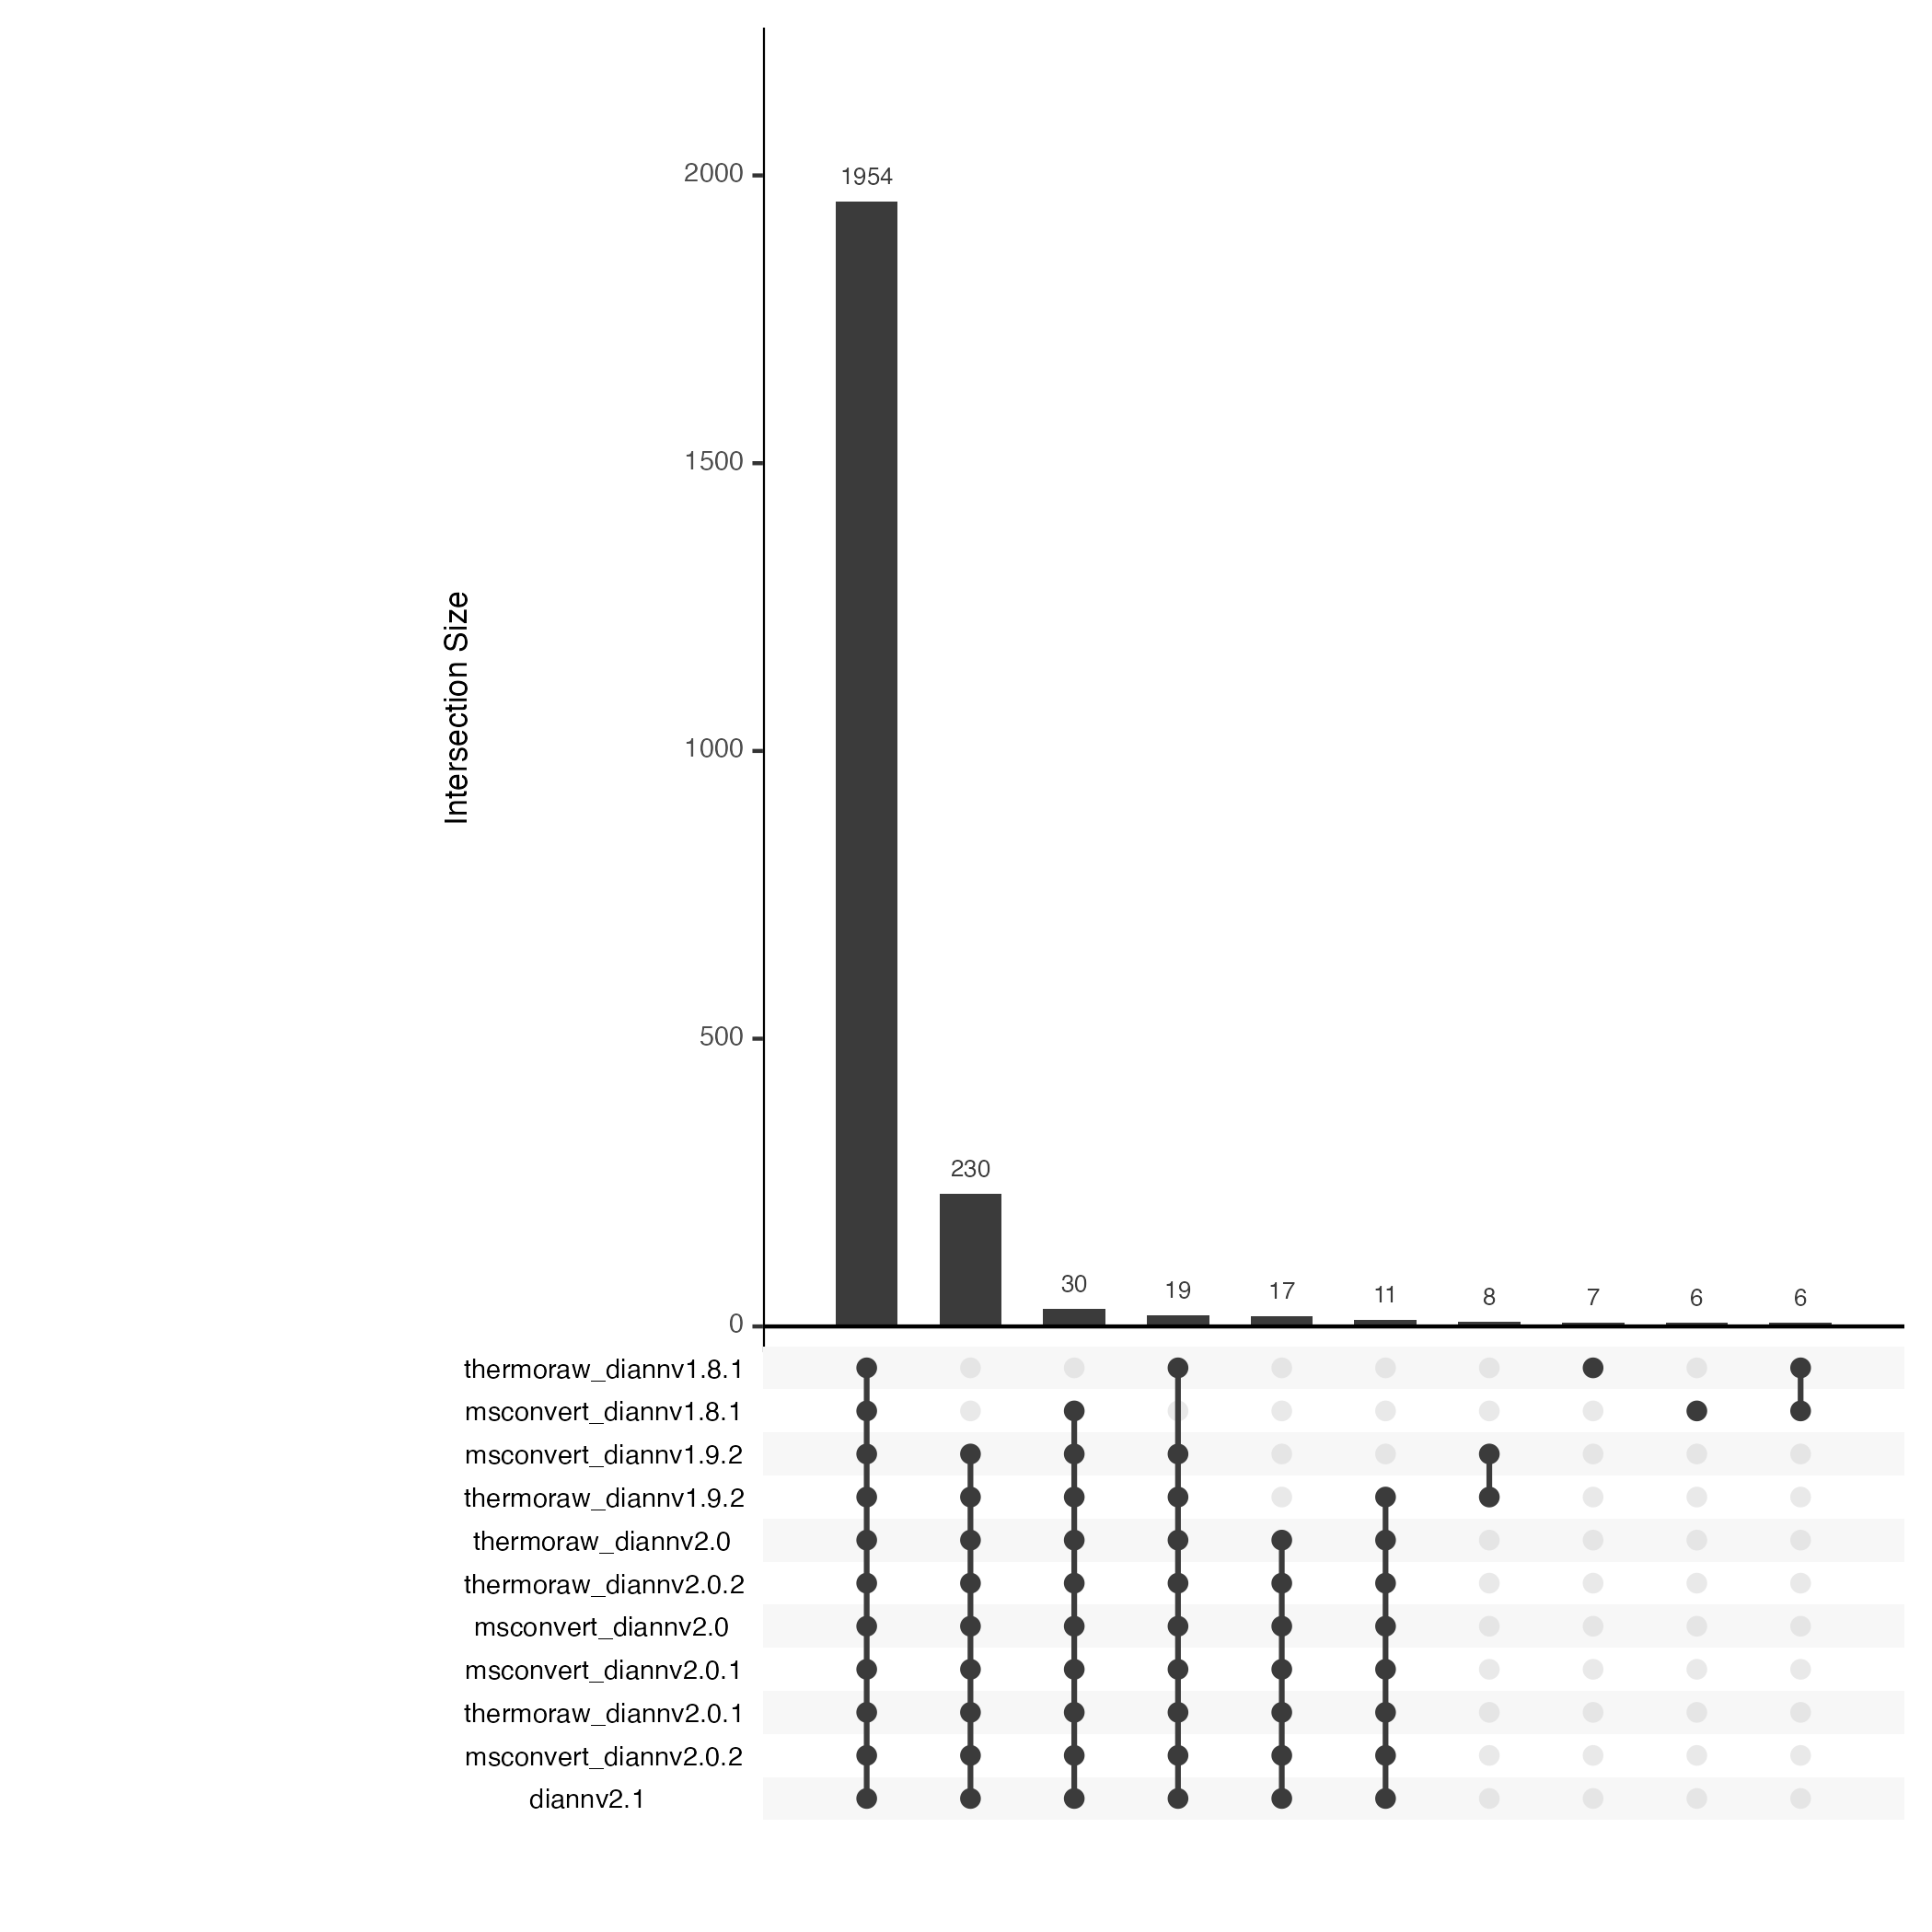 Intersection Size
2000
1500
1000
500
0
1954
230
30
19
17
11
8
7
6
6
thermoraw_diannv1.8.1
msconvert_diannv1.8.1
msconvert_diannv1.9.2
thermoraw_diannv1.9.2
thermoraw_diannv2.0
thermoraw_diannv2.0.2
msconvert_diannv2.0
msconvert_diannv2.0.1
thermoraw_diannv2.0.1
msconvert_diannv2.0.2
diannv2.1